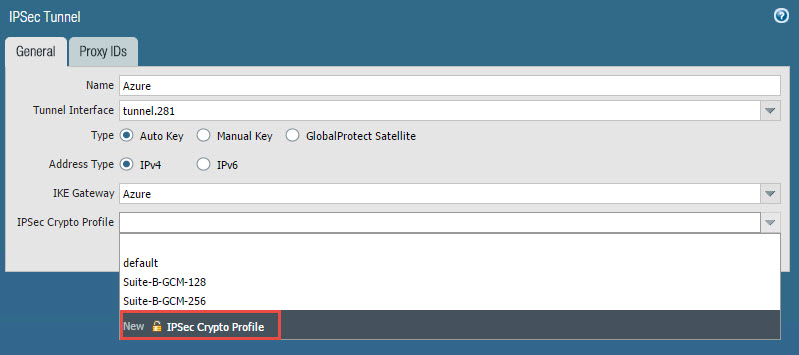 IPSec Tunnel
?
General Proxy IDs
Name Azure
Tunnel Interface tunnel.281
Type Auto Key Manual Key GlobalProtect Satellite
Address Type IPv4 IPv6
IKE Gateway Azure
IPSec Crypto Profile
default
Suite-B-GCM-128
Suite-B-GCM-256
New IPSec Crypto Profile